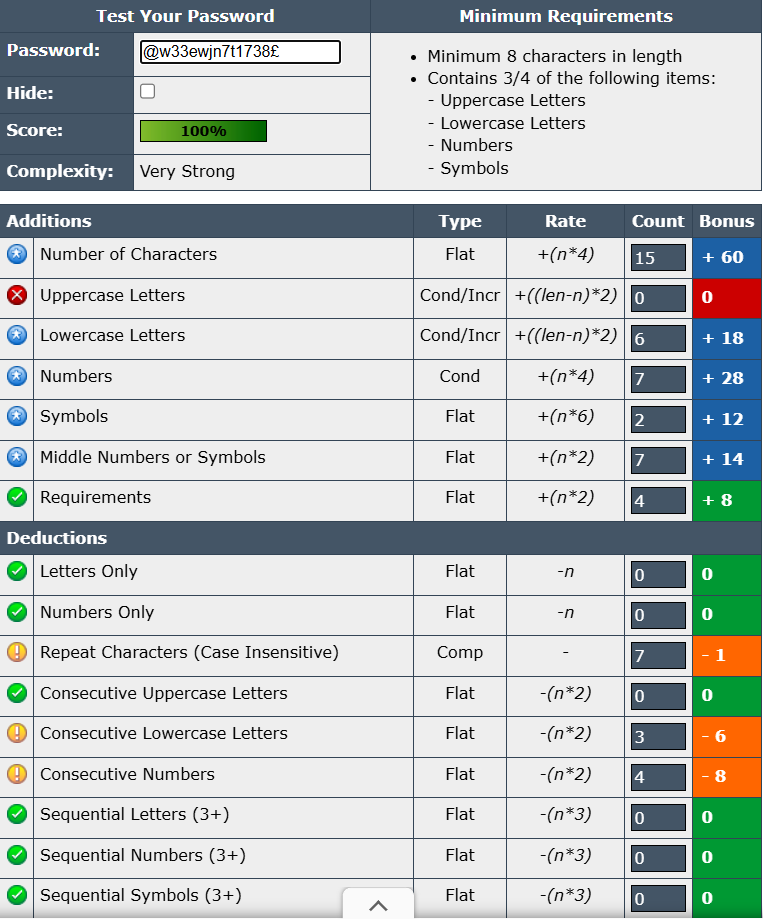 Test Your Password Minimum Requirements
Password: @w33ewjn7t1738£
Hide:
Score: 100%
Complexity: Very Strong
• Minimum 8 characters in length
• Contains 3/4 of the following items:
- Uppercase Letters
- Lowercase Letters
- Numbers
- Symbols
Additions Type Rate Count Bonus
Number of Characters Flat +(n*4) 15 + 60
Uppercase Letters Cond/Incr +((len-n)*2) 0 0
Lowercase Letters Cond/Incr +((len-n)*2) 6 + 18
Numbers Cond +(n*4) 7 + 28
Symbols Flat +(n*6) 2 + 12
Middle Numbers or Symbols Flat +(n*2) 7 + 14
Requirements Flat +(n*2) 4 + 8
Deductions
Letters Only Flat -n 0 0
Numbers Only Flat -n 0 0
Repeat Characters (Case Insensitive) Comp - 7 - 1
Consecutive Uppercase Letters Flat -(n*2) 0 0
Consecutive Lowercase Letters Flat -(n*2) 3 - 6
Consecutive Numbers Flat -(n*2) 4 - 8
Sequential Letters (3+) Flat -(n*3) 0 0
Sequential Numbers (3+) Flat -(n*3) 0 0
Sequential Symbols (3+) Flat -(n*3) 0 0